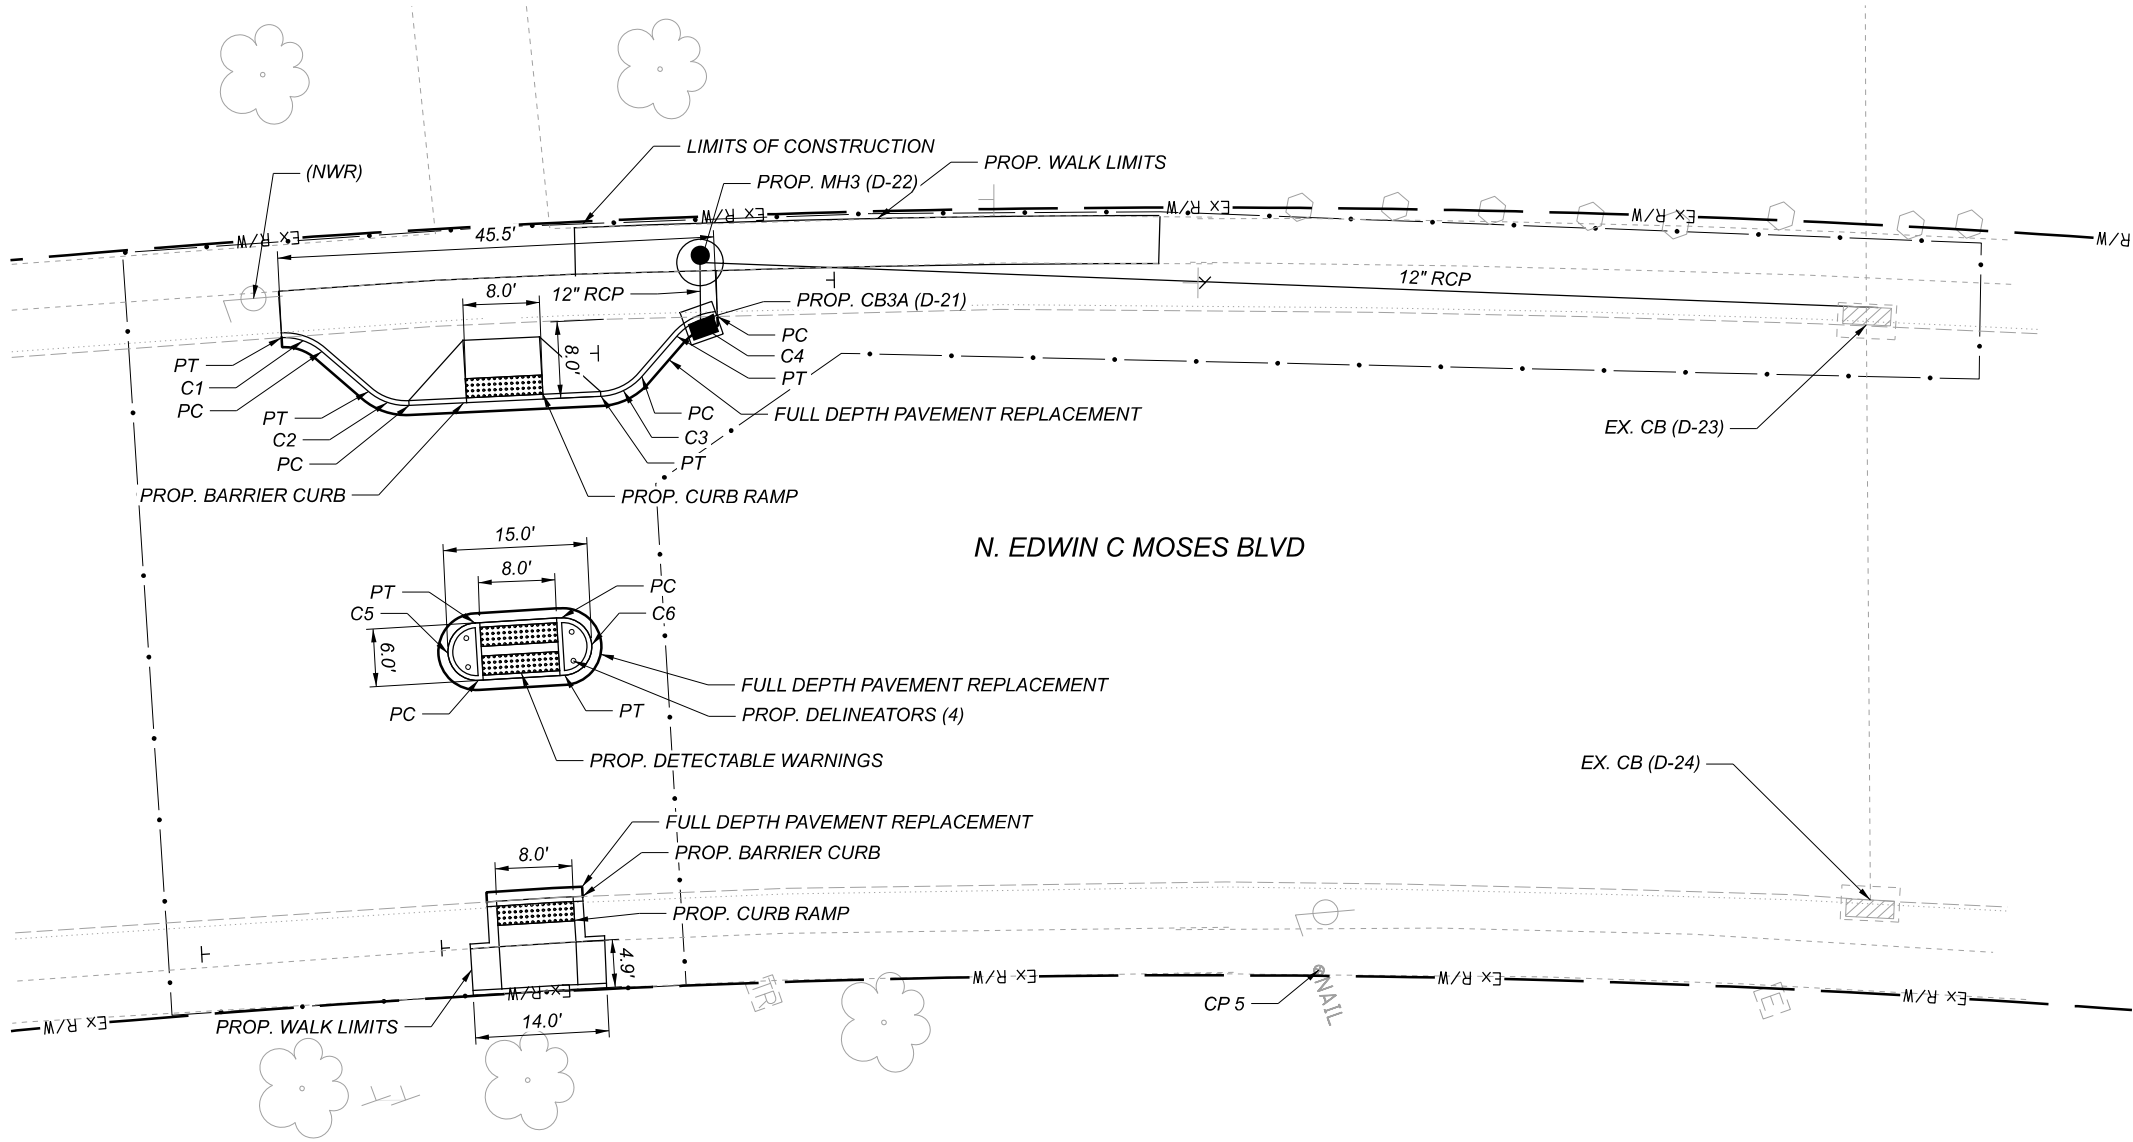 LIMITS OF CONSTRUCTION
PROP. WALK LIMITS
(NWR)
PROP. MH3 (D-22)
Ex R/W
Ex R/W
Ex R/W
Ex R/W
R/W
45.5'
12" RCP
8.0'
12" RCP
PROP. CB3A (D-21)
PC
C4
PT
8.0'
PT
C1
PC
PT
C2
PC
PC
C3
PT
FULL DEPTH PAVEMENT REPLACEMENT
EX. CB (D-23)
PROP. BARRIER CURB
PROP. CURB RAMP
N. EDWIN C MOSES BLVD
15.0'
8.0'
PT
C5
PC
C6
6.0'
PC
PT
FULL DEPTH PAVEMENT REPLACEMENT
PROP. DELINEATORS (4)
PROP. DETECTABLE WARNINGS
EX. CB (D-24)
FULL DEPTH PAVEMENT REPLACEMENT
PROP. BARRIER CURB
8.0'
PROP. CURB RAMP
4.9'
Ex R/W
Ex R/W
Ex R/W
Ex R/W
Ex R/W
TR
E
NAIL
CP 5
PROP. WALK LIMITS
14.0'